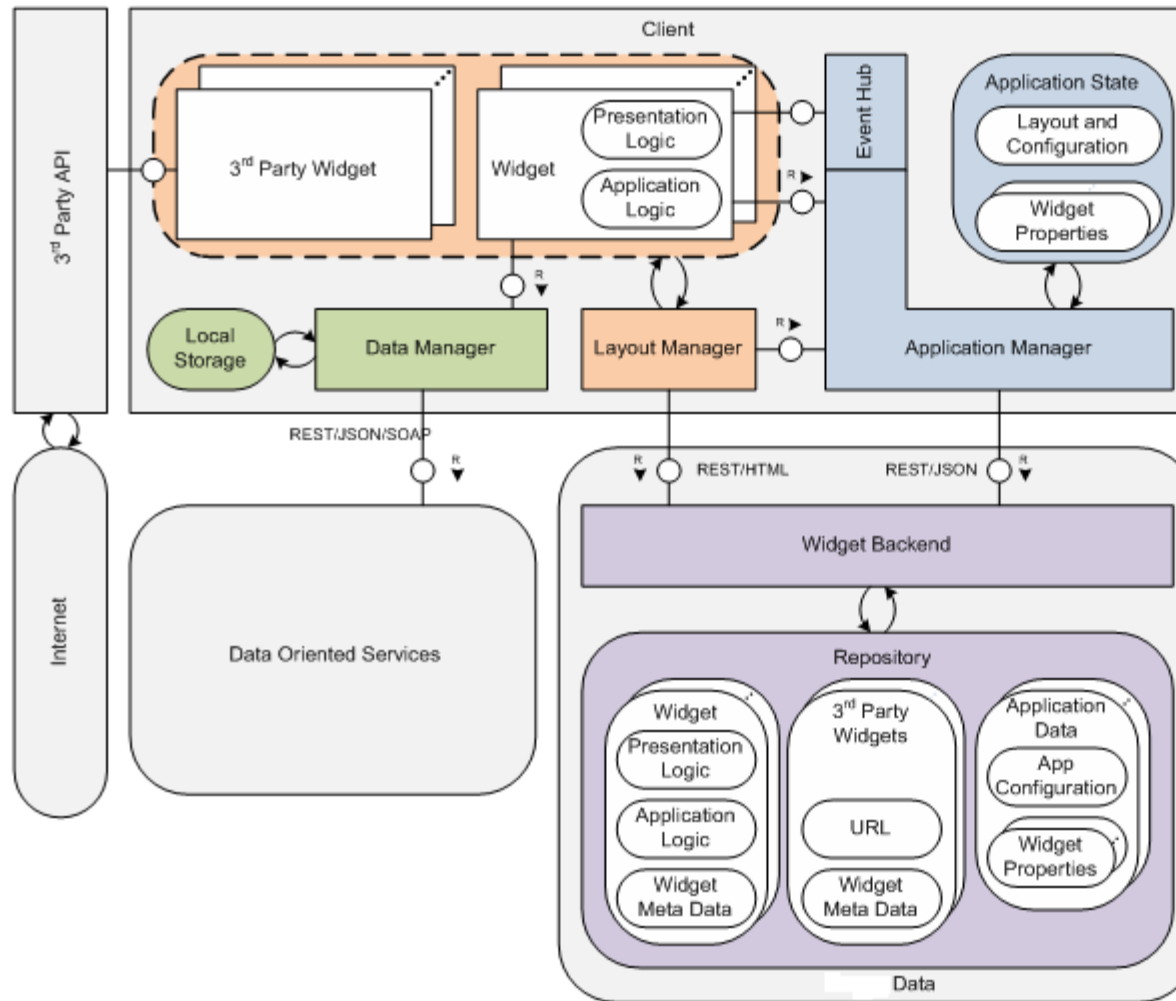 Client
3rd Party API
3rd Party Widget
Widget
Presentation
Logic
Application
Logic
Event Hub
R
Application State
Layout and
Configuration
Widget
Properties
R
Local
Storage
Data Manager
Layout Manager
R
Application Manager
REST/JSON/SOAP
R
R
REST/HTML
REST/JSON
R
Internet
Data Oriented Services
Widget Backend
Repository
Widget
Presentation
Logic
Application
Logic
Widget
Meta Data
3rd Party
Widgets
URL
Widget
Meta Data
Application
Data
App
Configuration
Widget
Properties
Data